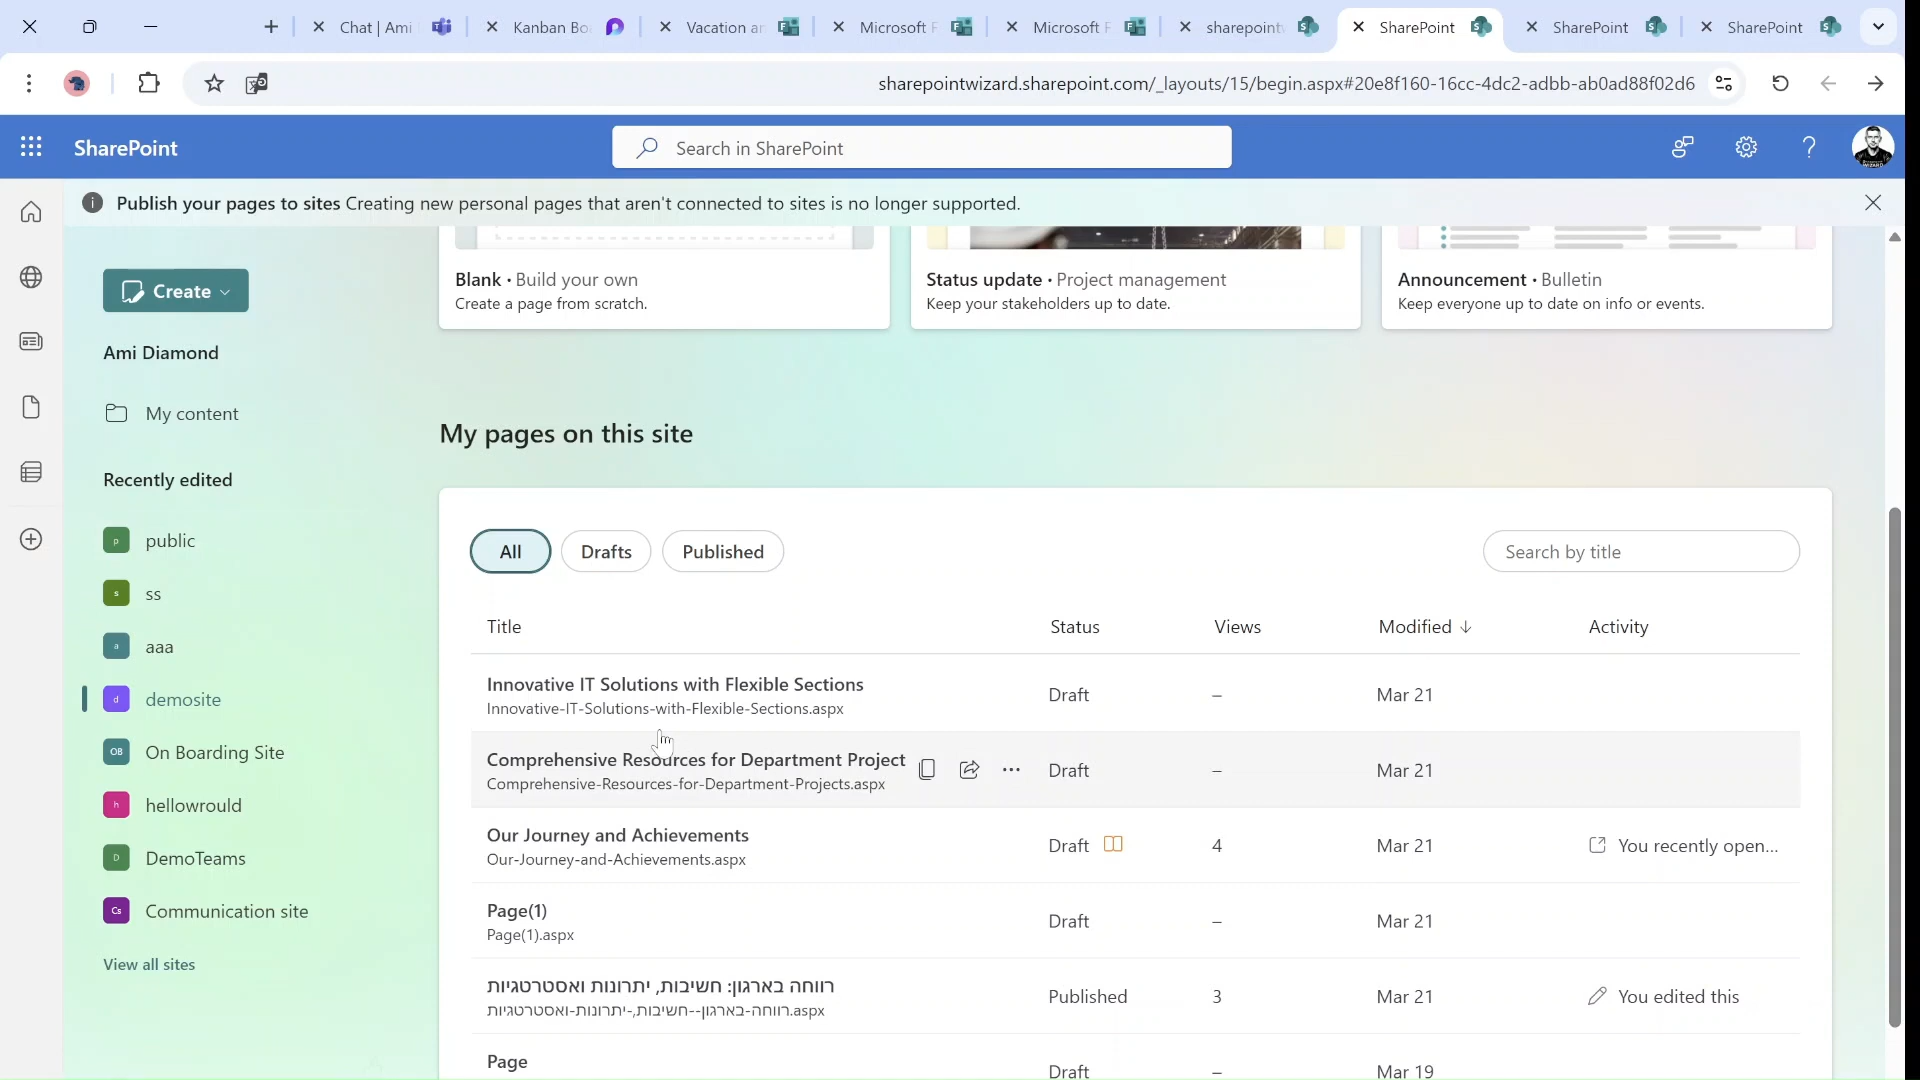 Chat | Ami
Kanban Bo
Vacation an
Microsoft F
Microsoft F
sharepointw
SharePoint
SharePoint
SharePoint
sharepointwizard.sharepoint.com/_layouts/15/begin.aspx#20e8f160-16cc-4dc2-adbb-ab0ad88f02d6
SharePoint
Search in SharePoint
Publish your pages to sites Creating new personal pages that aren't connected to sites is no longer supported.
Create
Ami Diamond
My content
Recently edited
p public
s ss
a aaa
d demosite
OB On Boarding Site
h hellowrould
D DemoTeams
Cs Communication site
View all sites
Blank • Build your own
Create a page from scratch.
Status update • Project management
Keep your stakeholders up to date.
Announcement • Bulletin
Keep everyone up to date on info or events.
My pages on this site
All Drafts Published Search by title
Title Status Views Modified Activity
Innovative IT Solutions with Flexible Sections
Innovative-IT-Solutions-with-Flexible-Sections.aspx
Draft – Mar 21
Comprehensive Resources for Department Project
Comprehensive-Resources-for-Department-Projects.aspx
Draft – Mar 21
Our Journey and Achievements
Our-Journey-and-Achievements.aspx
Draft 4 Mar 21 You recently open...
Page(1)
Page(1).aspx
Draft – Mar 21
רווחה בארגון: חשיבות, יתרונות ואסטרטגיות
רווחה-בארגון--חשיבות,-יתרונות-ואסטרטגיות.aspx
Published 3 Mar 21 You edited this
Page
Draft – Mar 19